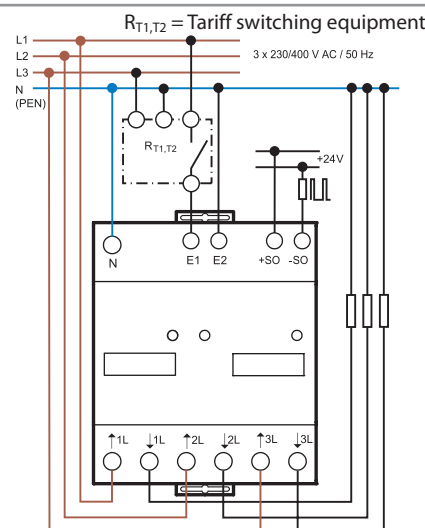 R_T1,T2 = Tariff switching equipment
L1
L2
L3
N
(PEN)
3 x 230/400 V AC / 50 Hz
R_T1,T2
+24V
N
E1
E2
+SO
-SO
↑1L
↓1L
↑2L
↓2L
↑3L
↓3L